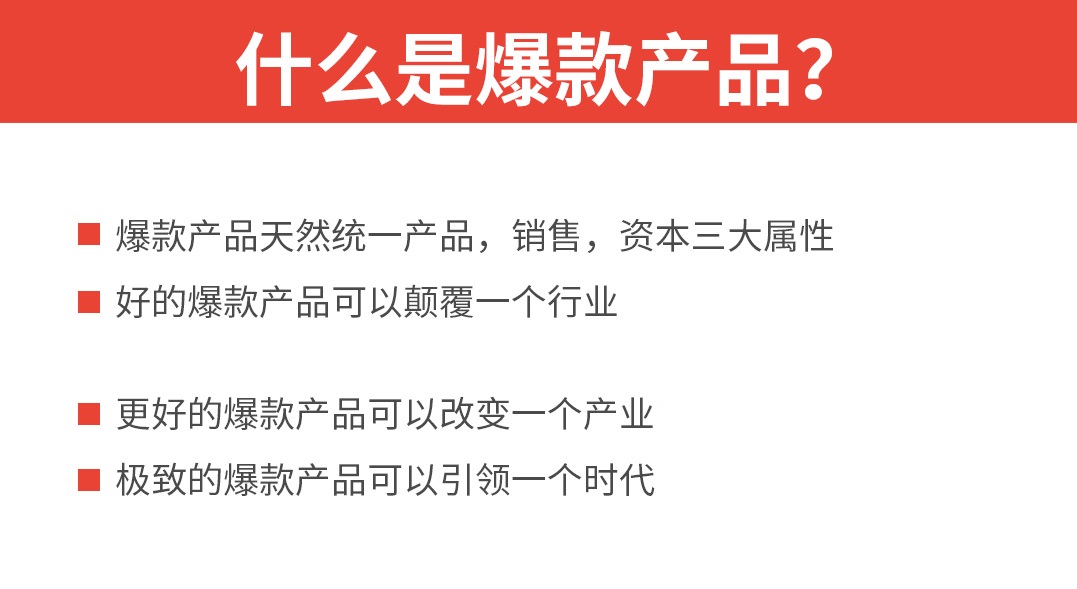 什么是爆款产品?
爆款产品天然统一产品，销售，资本三大属性
好的爆款产品可以颠覆一个行业
更好的爆款产品可以改变一个产业
极致的爆款产品可以引领一个时代